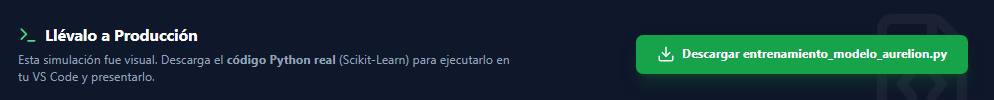 Llévalo a Producción
Esta simulación fue visual. Descarga el código Python real (Scikit-Learn) para ejecutarlo en
tu VS Code y presentarlo.
Descargar entrenamiento_modelo_aurelion.py